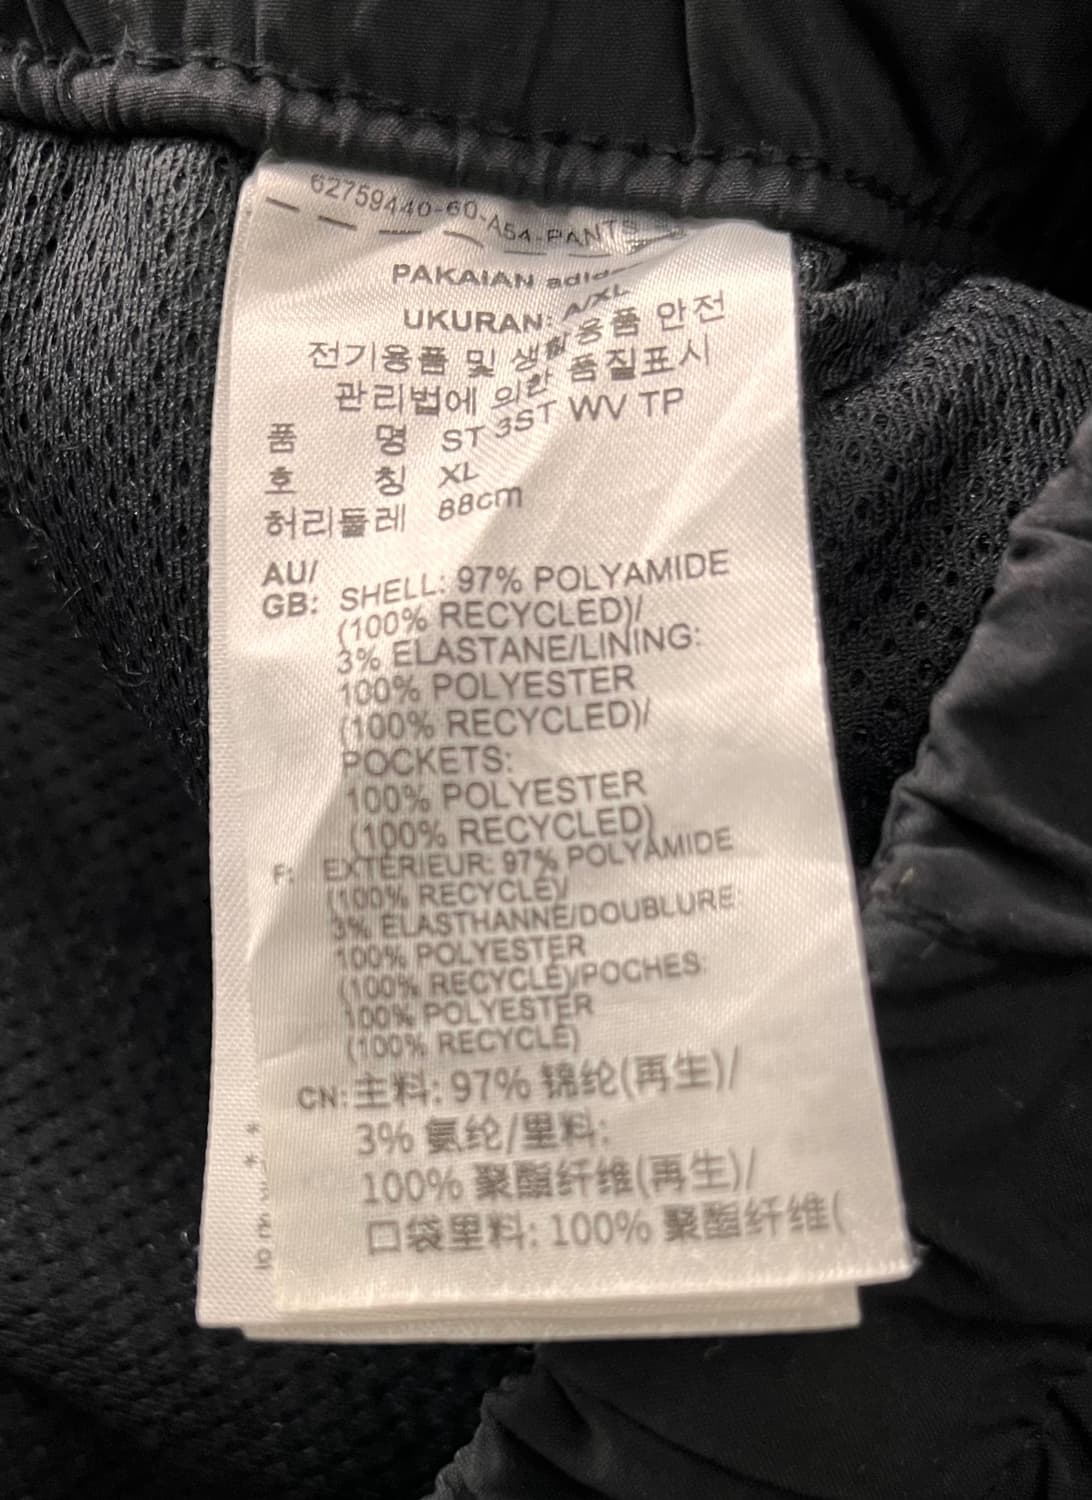 62759440-60-A54-PANTS
PAKAIAN adidas
UKURAN: A/XL
전기용품 및 생활용품 안전
관리법에 의한 품질표시
품 명 ST 3ST WV TP
호 칭 XL
허리둘레 88cm
AU/
GB: SHELL: 97% POLYAMIDE
(100% RECYCLED)/
3% ELASTANE/LINING:
100% POLYESTER
(100% RECYCLED)/
POCKETS:
100% POLYESTER
(100% RECYCLED)
F: EXTÉRIEUR: 97% POLYAMIDE
(100% RECYCLÉ)/
3% ÉLASTHANNE/DOUBLURE:
100% POLYESTER
(100% RECYCLÉ)/POCHES:
100% POLYESTER
(100% RECYCLÉ)
CN: 主料: 97% 锦纶(再生)/
3% 氨纶/里料:
100% 聚酯纤维(再生)/
口袋里料: 100% 聚酯纤维(